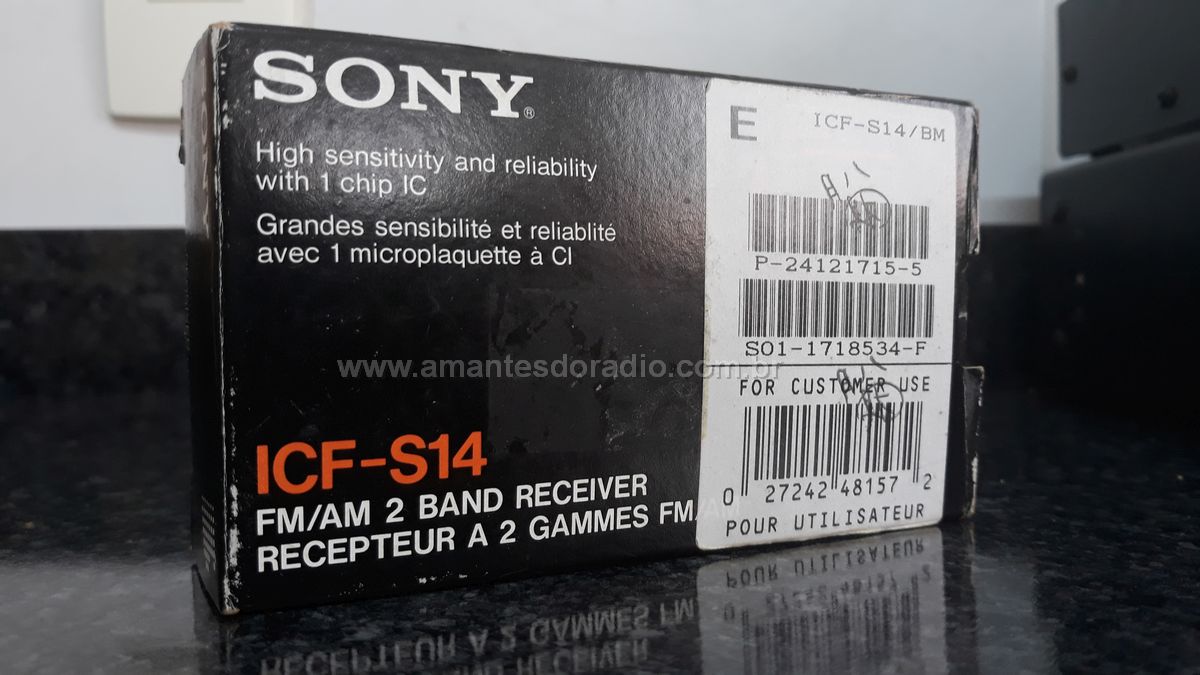 SONY®
High sensitivity and reliability
with 1 chip IC
Grandes sensibilité et reliablité
avec 1 microplaquette à CI
www.amantesdoradio.com.br
ICF-S14
FM/AM 2 BAND RECEIVER
RECEPTEUR A 2 GAMMES FM/AM
E ICF-S14/BM
P-24121715-5
S01-1718534-F
FOR CUSTOMER USE
0 27242 48157 2
POUR UTILISATEUR